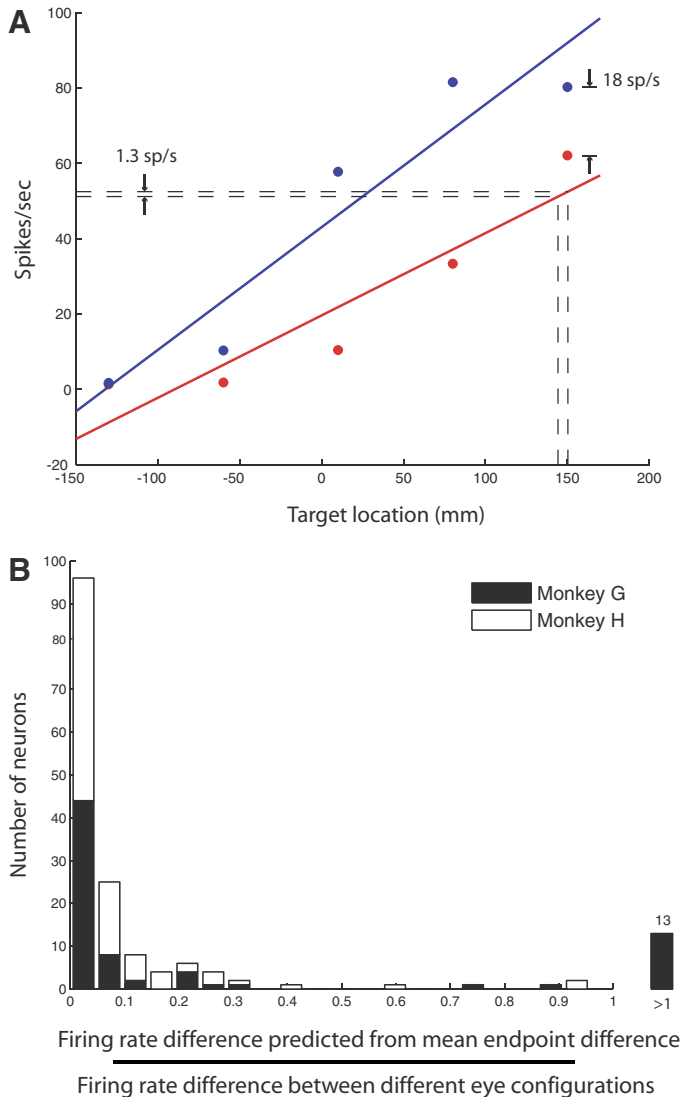 A
100
80
60
40
20
0
-20
Spikes/sec
1.3 sp/s
18 sp/s
-150 -100 -50 0 50 100 150 200
Target location (mm)
B
100
90
80
70
60
50
40
30
20
10
0
Number of neurons
Monkey G
Monkey H
13
0 0.1 0.2 0.3 0.4 0.5 0.6 0.7 0.8 0.9 1 >1
Firing rate difference predicted from mean endpoint difference
Firing rate difference between different eye configurations